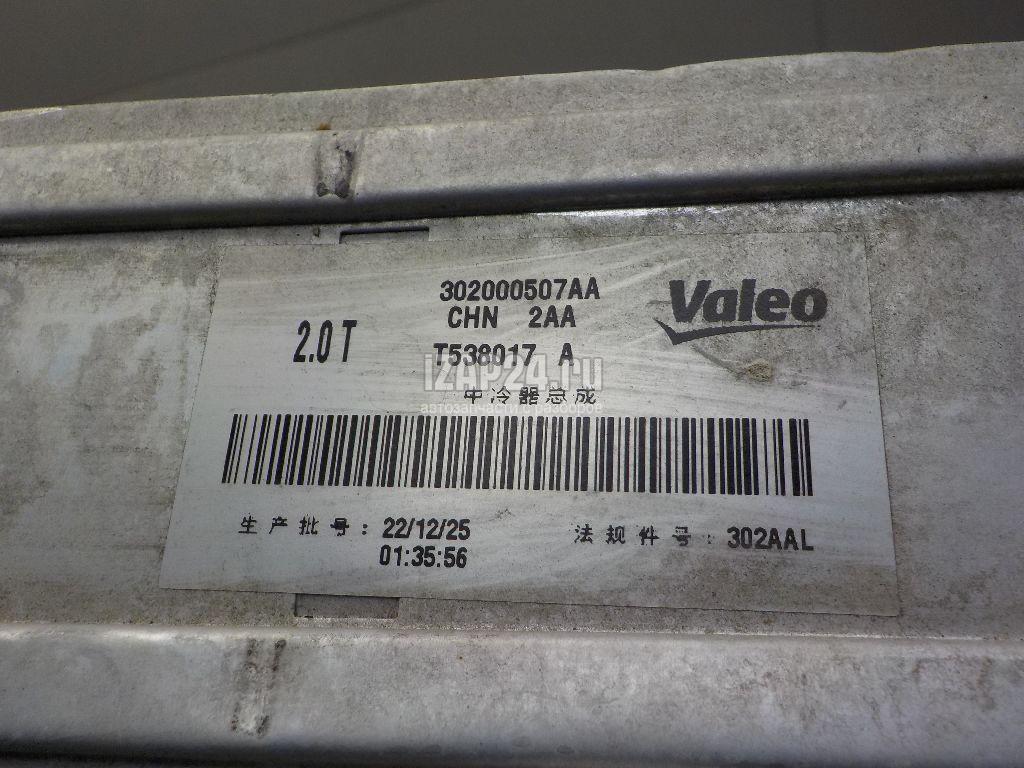 302000507AA
Valeo
CHN 2AA
2.0 T
T538017 A
iZAP24.ru
中冷器总成
автозапчасти с разборов
生产批号: 22/12/25
法规件号: 302AAL
01:35:56